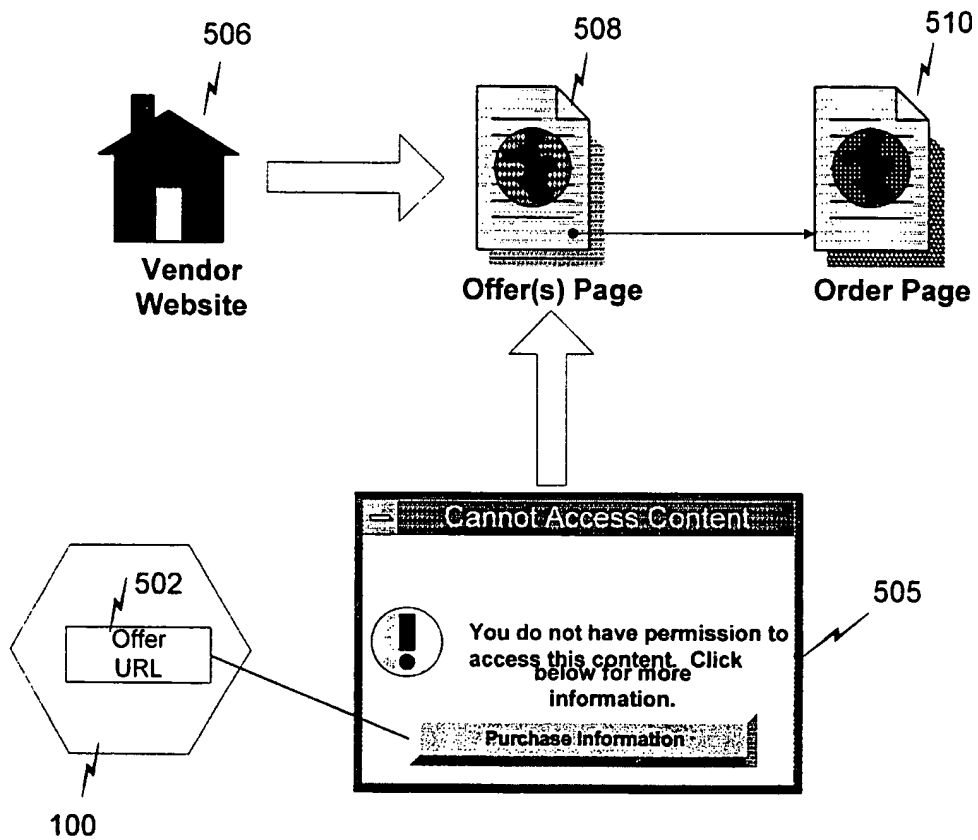 506
508
510
Vendor
Website
Offer(s) Page
Order Page
Cannot Access Content
502
Offer
URL
505
You do not have permission to
access this content. Click
below for more
information.
Purchase Information
100